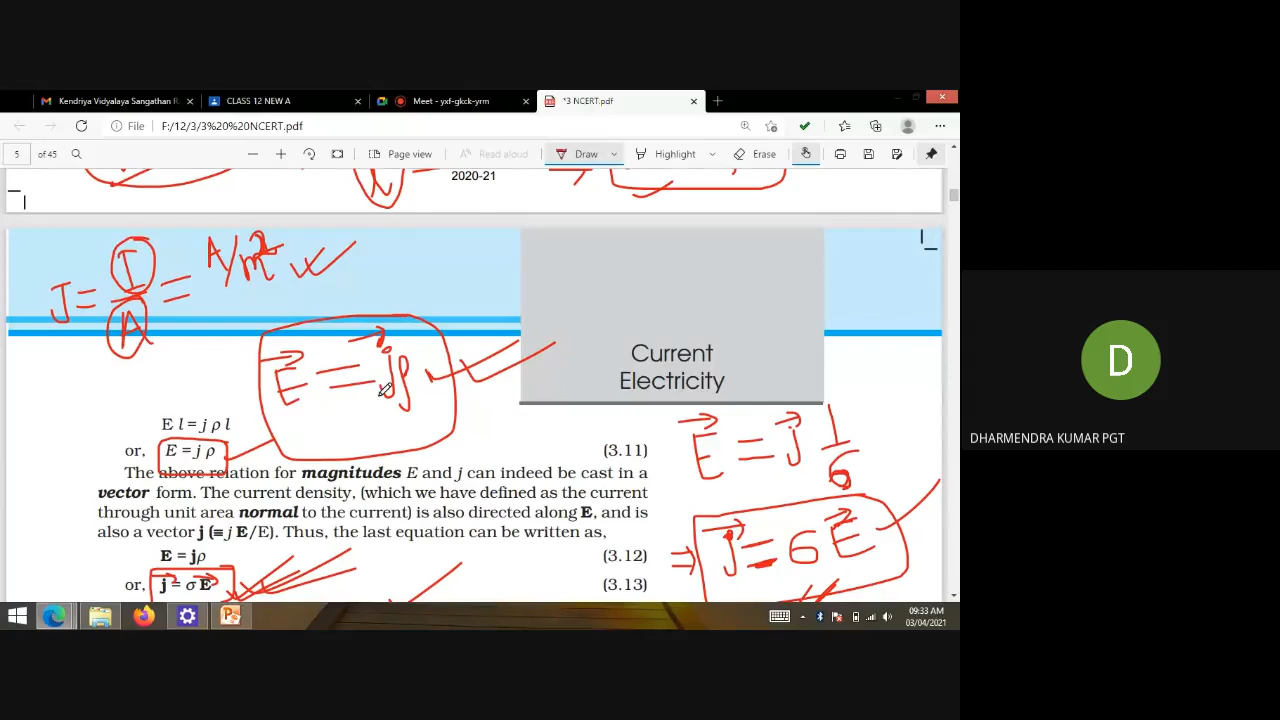 Kendriya Vidyalaya Sangathan R
CLASS 12 NEW A
Meet - yxf-gkck-yrm
*3 NCERT.pdf
File F:/12/3/3%20%20NCERT.pdf
5 of 45
Page view
Read aloud
Draw
Highlight
Erase
2020-21
J = I/A = A/m²
Current
Electricity
E = jρ
E l = j ρ l
or, E = j ρ (3.11)
E = j 1/σ
The above relation for magnitudes E and j can indeed be cast in a
vector form. The current density, (which we have defined as the current
through unit area normal to the current) is also directed along E, and is
also a vector j (≡ j E/E). Thus, the last equation can be written as,
E = jρ (3.12)
⇒ j = σ E
or, j = σ E (3.13)
D
DHARMENDRA KUMAR PGT
09:33 AM
03/04/2021